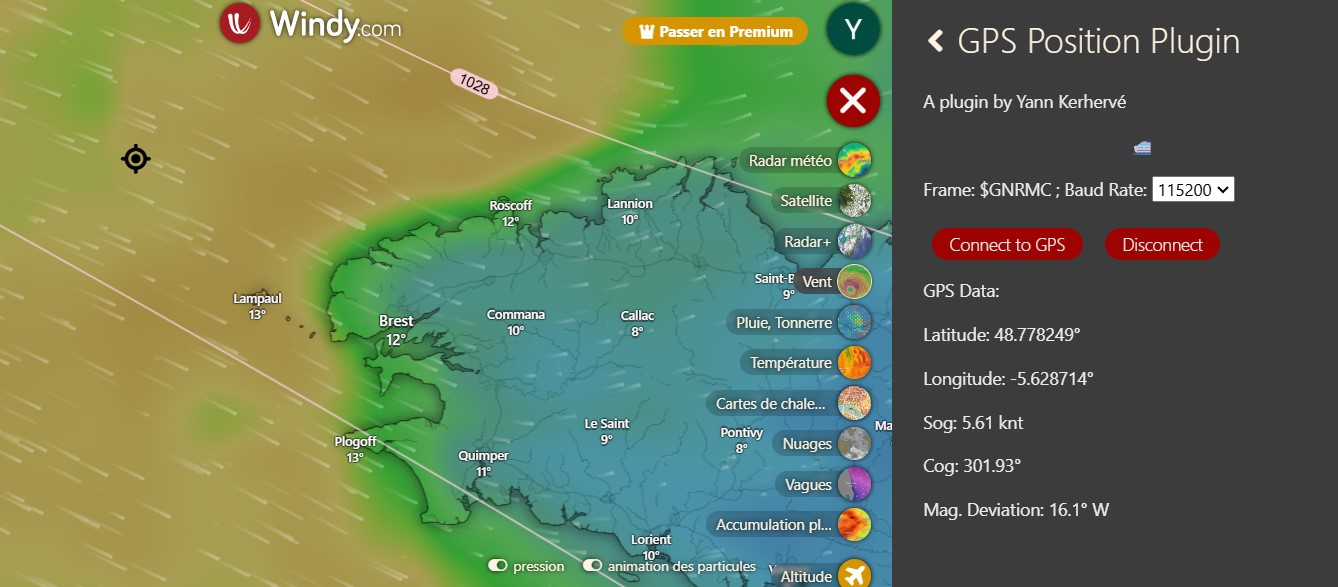 Windy.com
Passer en Premium
Y
1028
Radar météo
Satellite
Radar+
Vent
Pluie, Tonnerre
Température
Cartes de chale...
Nuages
Vagues
Accumulation pl...
Altitude
Roscoff
12°
Lannion
10°
Saint-B
9°
Lampaul
13°
Brest
12°
Commana
10°
Callac
8°
Le Saint
9°
Pontivy
8°
Ma
Plogoff
13°
Quimper
11°
Lorient
10°
pression
animation des particules
GPS Position Plugin
A plugin by Yann Kerhervé
Frame: $GNRMC ; Baud Rate: 115200
Connect to GPS Disconnect
GPS Data:
Latitude: 48.778249°
Longitude: -5.628714°
Sog: 5.61 knt
Cog: 301.93°
Mag. Deviation: 16.1° W